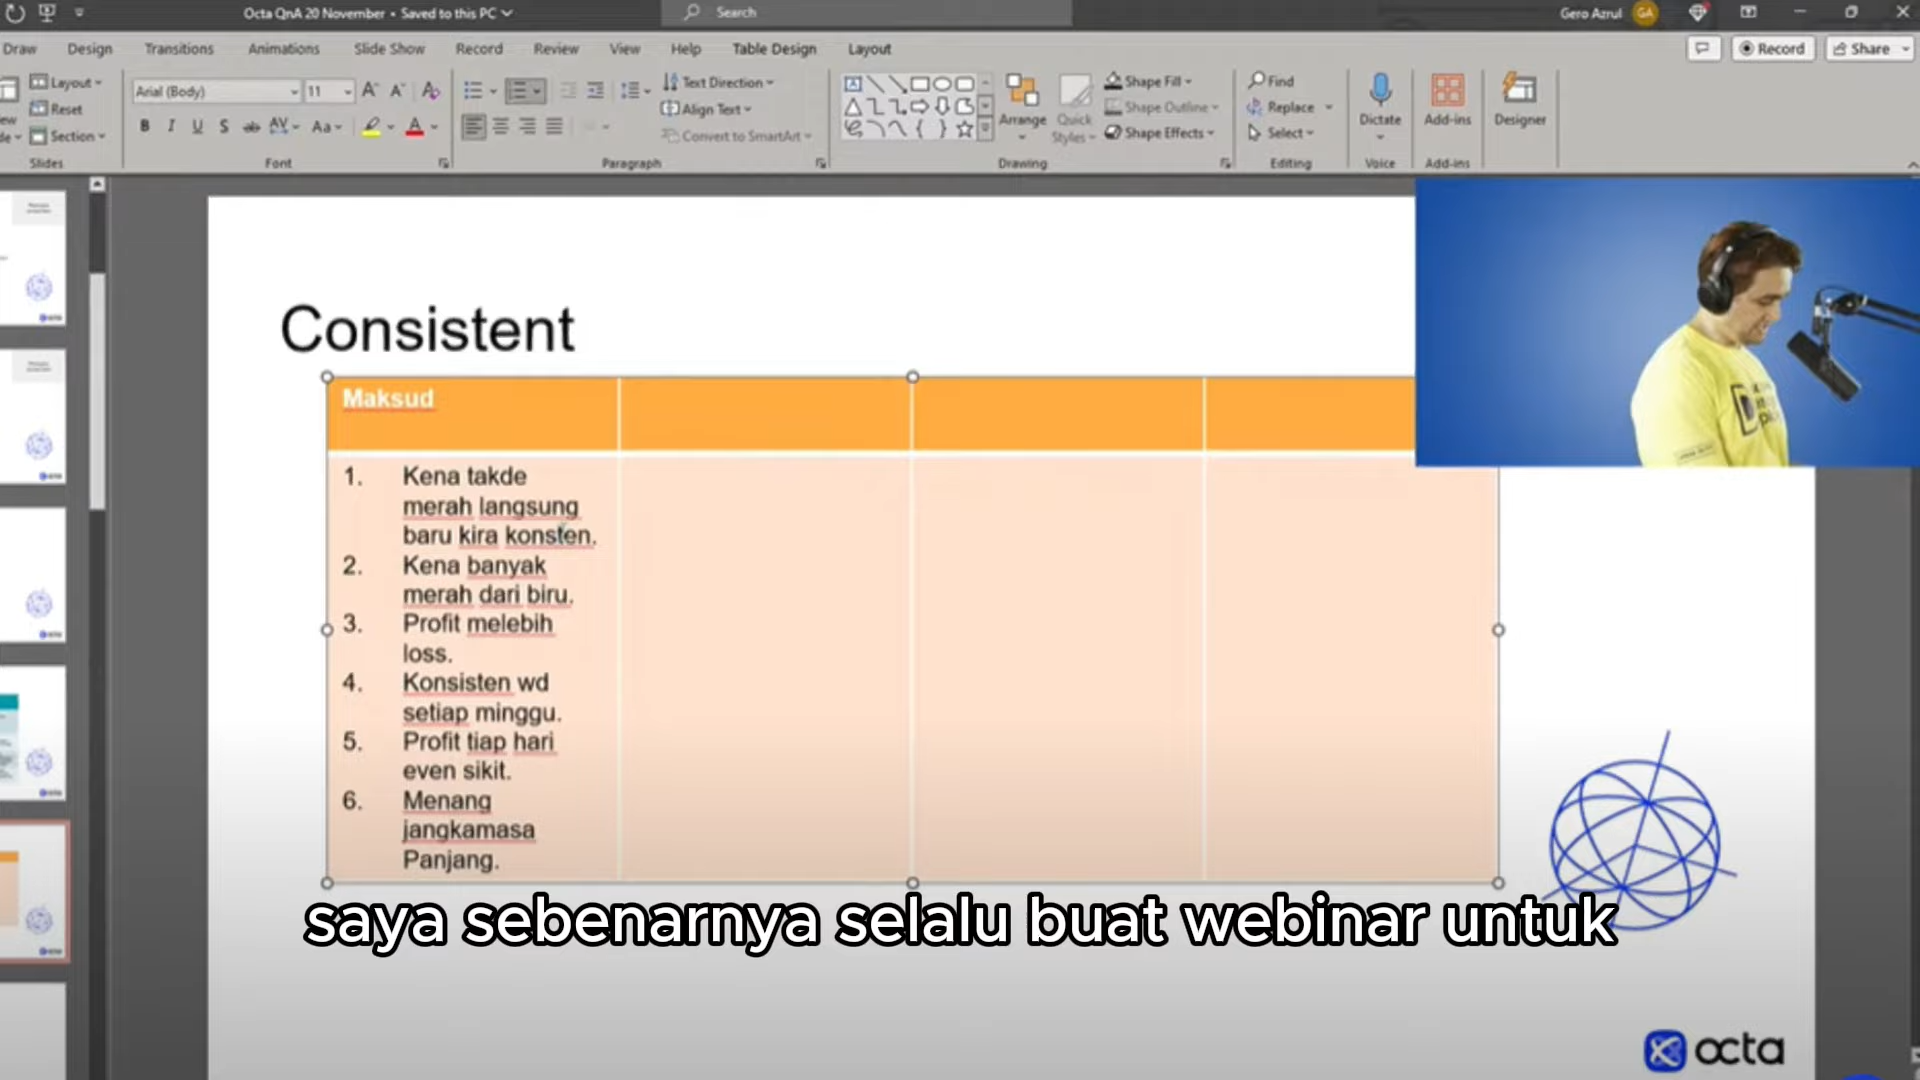 Octa QnA 20 November • Saved to this PC
Search
Gero Azrul
GA
Draw
Design
Transitions
Animations
Slide Show
Record
Review
View
Help
Table Design
Layout
Record
Share
Layout
Reset
Section
Slides
Arial (Body)
11
Font
Text Direction
Align Text
Convert to SmartArt
Paragraph
Arrange
Quick
Styles
Shape Fill
Shape Outline
Shape Effects
Drawing
Find
Replace
Select
Editing
Dictate
Voice
Add-ins
Add-ins
Designer
Consistent
Maksud
1. Kena takde
merah langsung
baru kira konsten.
2. Kena banyak
merah dari biru.
3. Profit melebih
loss.
4. Konsisten wd
setiap minggu.
5. Profit tiap hari
even sikit.
6. Menang
jangkamasa
Panjang.
saya sebenarnya selalu buat webinar untuk
octa